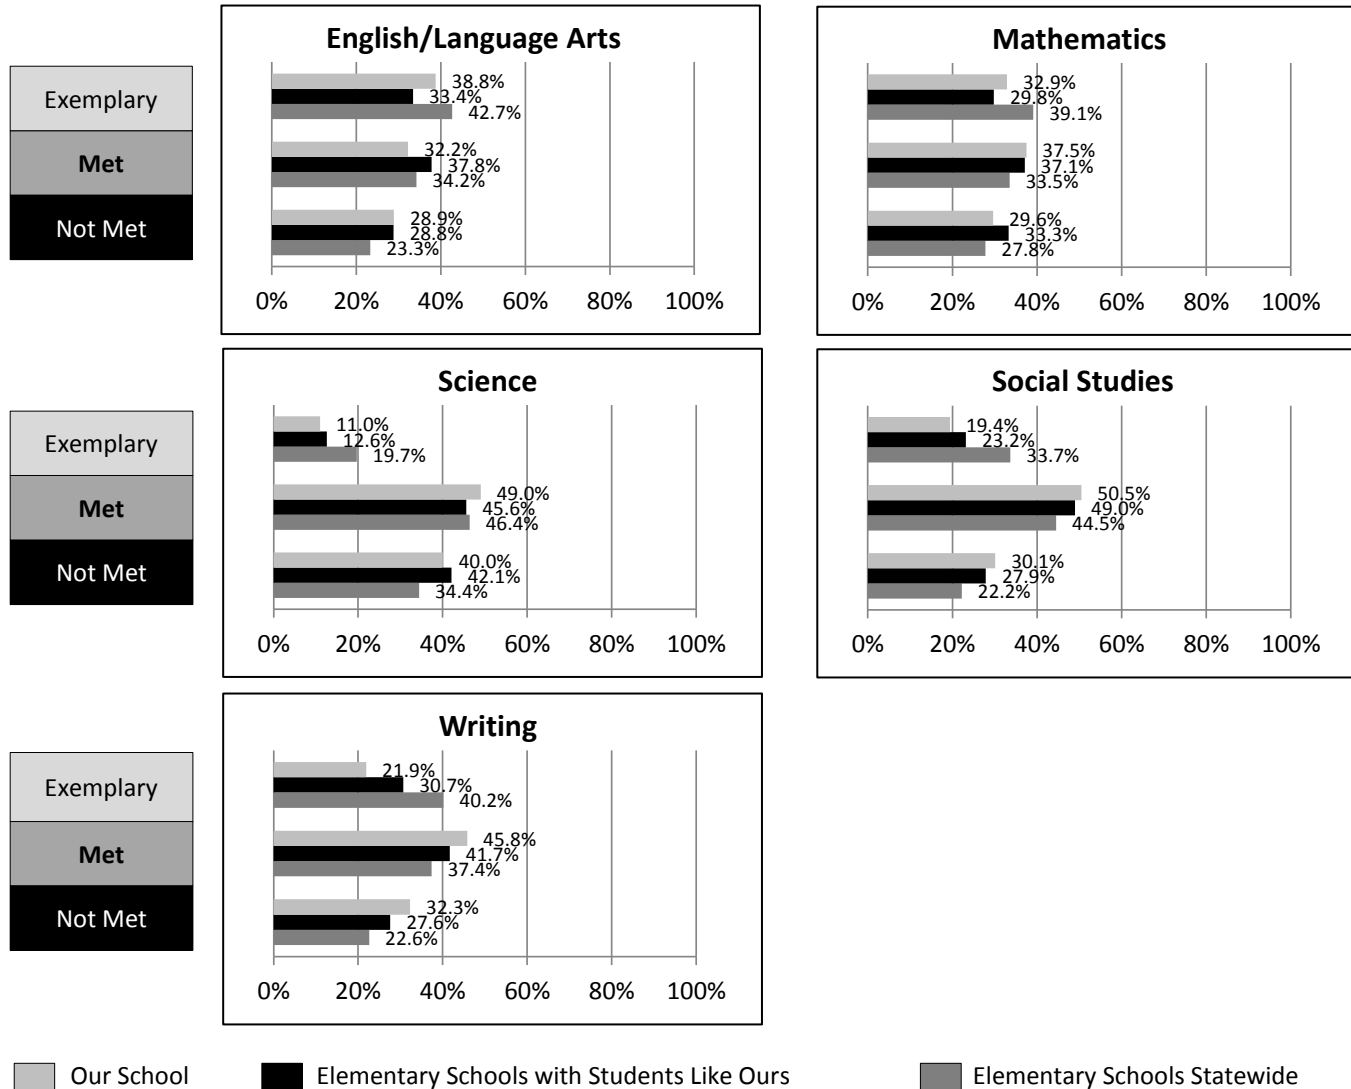 English/Language Arts
Exemplary
Met
Not Met
38.8%
33.4%
42.7%
32.2%
37.8%
34.2%
28.9%
28.8%
23.3%
0% 20% 40% 60% 80% 100%
Mathematics
32.9%
29.8%
39.1%
37.5%
37.1%
33.5%
29.6%
33.3%
27.8%
0% 20% 40% 60% 80% 100%
Science
Exemplary
Met
Not Met
11.0%
12.6%
19.7%
49.0%
45.6%
46.4%
40.0%
42.1%
34.4%
0% 20% 40% 60% 80% 100%
Social Studies
19.4%
23.2%
33.7%
50.5%
49.0%
44.5%
30.1%
27.9%
22.2%
0% 20% 40% 60% 80% 100%
Writing
Exemplary
Met
Not Met
21.9%
30.7%
40.2%
45.8%
41.7%
37.4%
32.3%
27.6%
22.6%
0% 20% 40% 60% 80% 100%
Our School Elementary Schools with Students Like Ours Elementary Schools Statewide